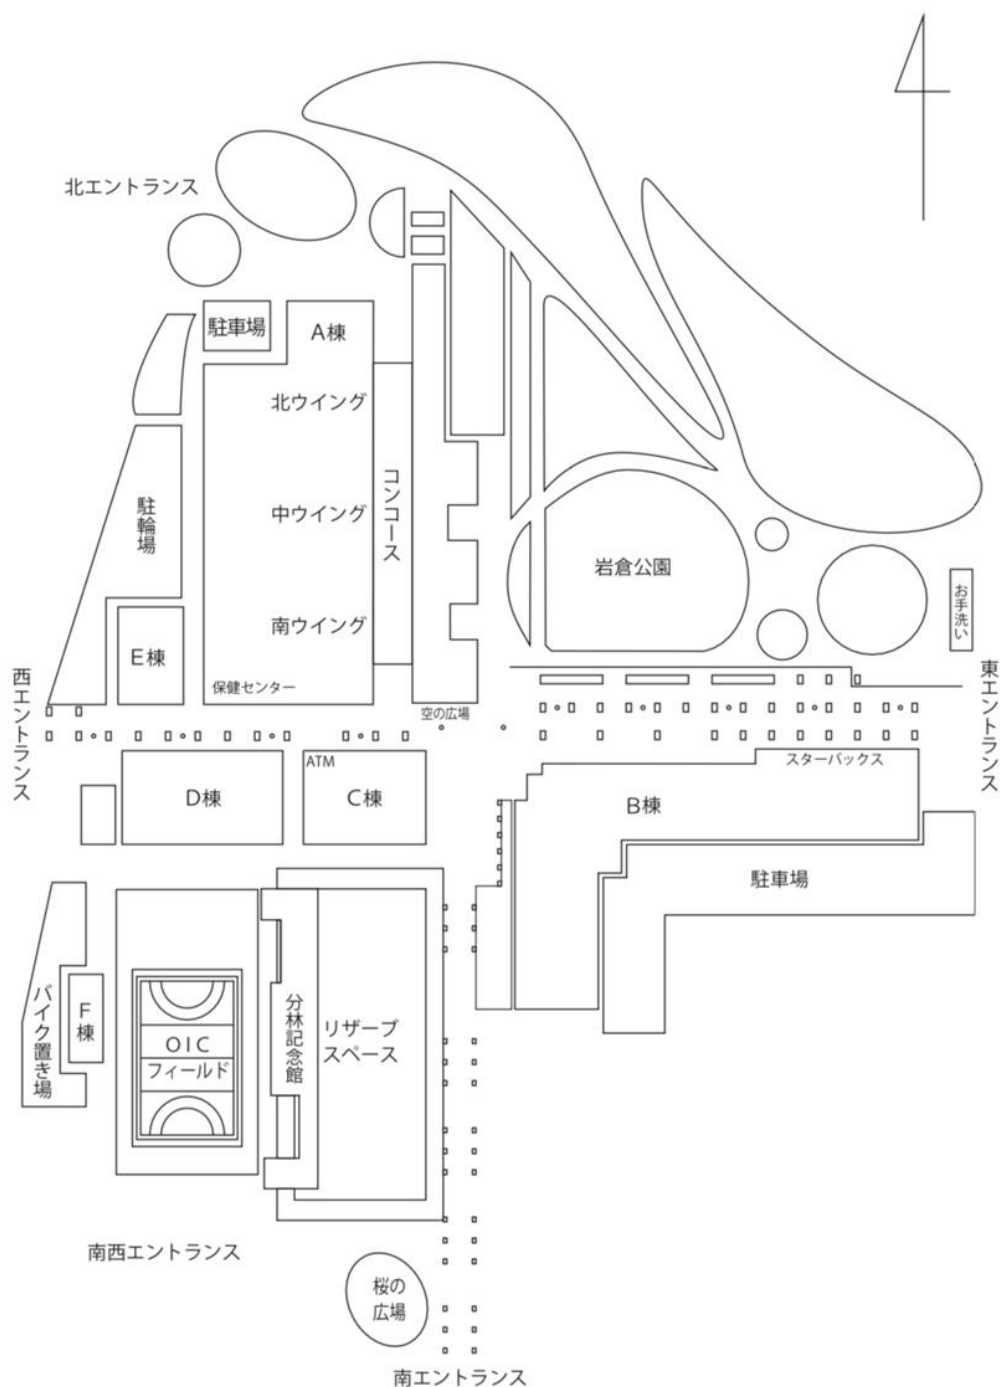 北エントランス
駐車場
A棟
北ウイング
コンコース
中ウイング
駐輪場
岩倉公園
お手洗い
南ウイング
E棟
保健センター
西エントランス
東エントランス
空の広場
ATM
スターバックス
D棟
C棟
B棟
駐車場
バイク置き場
F棟
OIC
フィールド
分林記念館
リザーブ
スペース
南西エントランス
桜の
広場
南エントランス